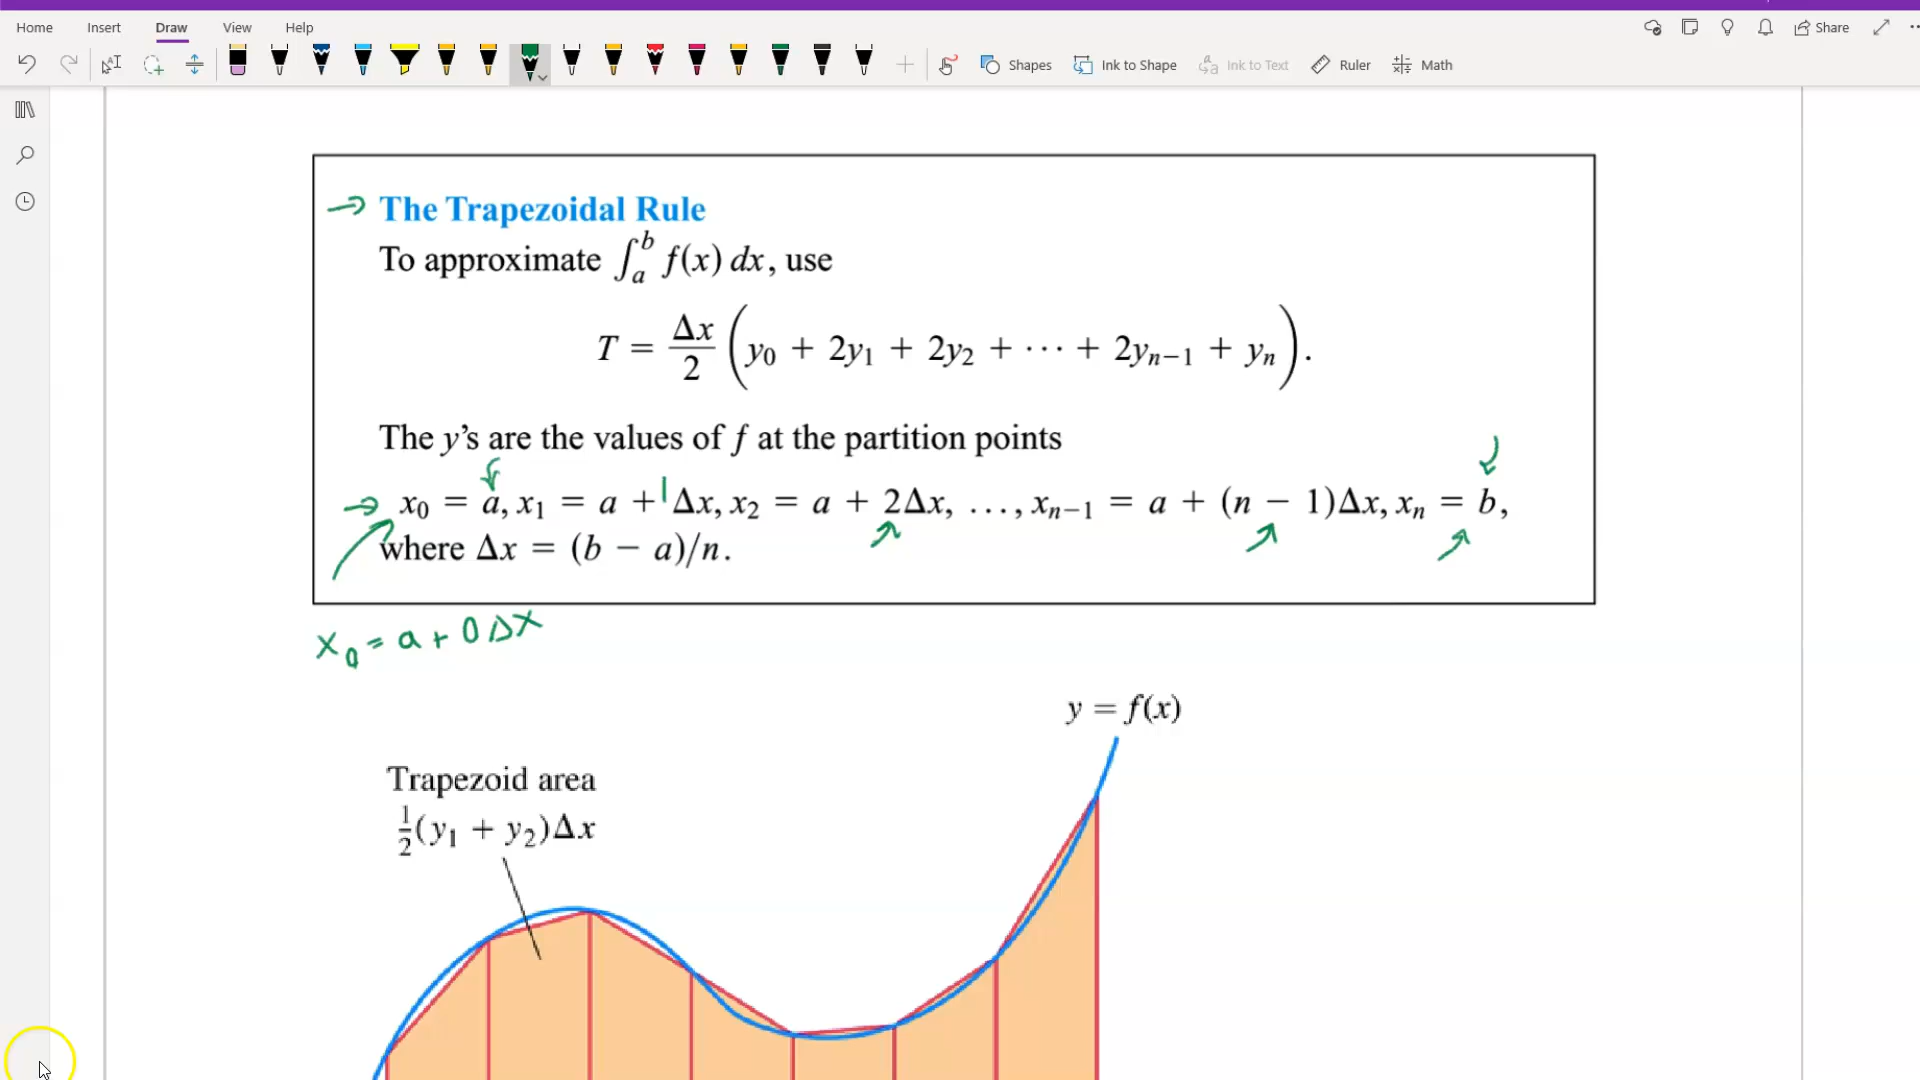 Home Insert Draw View Help Share
Shapes Ink to Shape Ink to Text Ruler Math
→ The Trapezoidal Rule
To approximate ∫_a^b f(x) dx, use
T = Δx/2 (y₀ + 2y₁ + 2y₂ + ⋯ + 2yₙ₋₁ + yₙ).
The y's are the values of f at the partition points
x₀ = a, x₁ = a + 1Δx, x₂ = a + 2Δx, …, xₙ₋₁ = a + (n − 1)Δx, xₙ = b,
where Δx = (b − a)/n.
x₀ = a + 0Δx
y = f(x)
Trapezoid area
½(y₁ + y₂)Δx